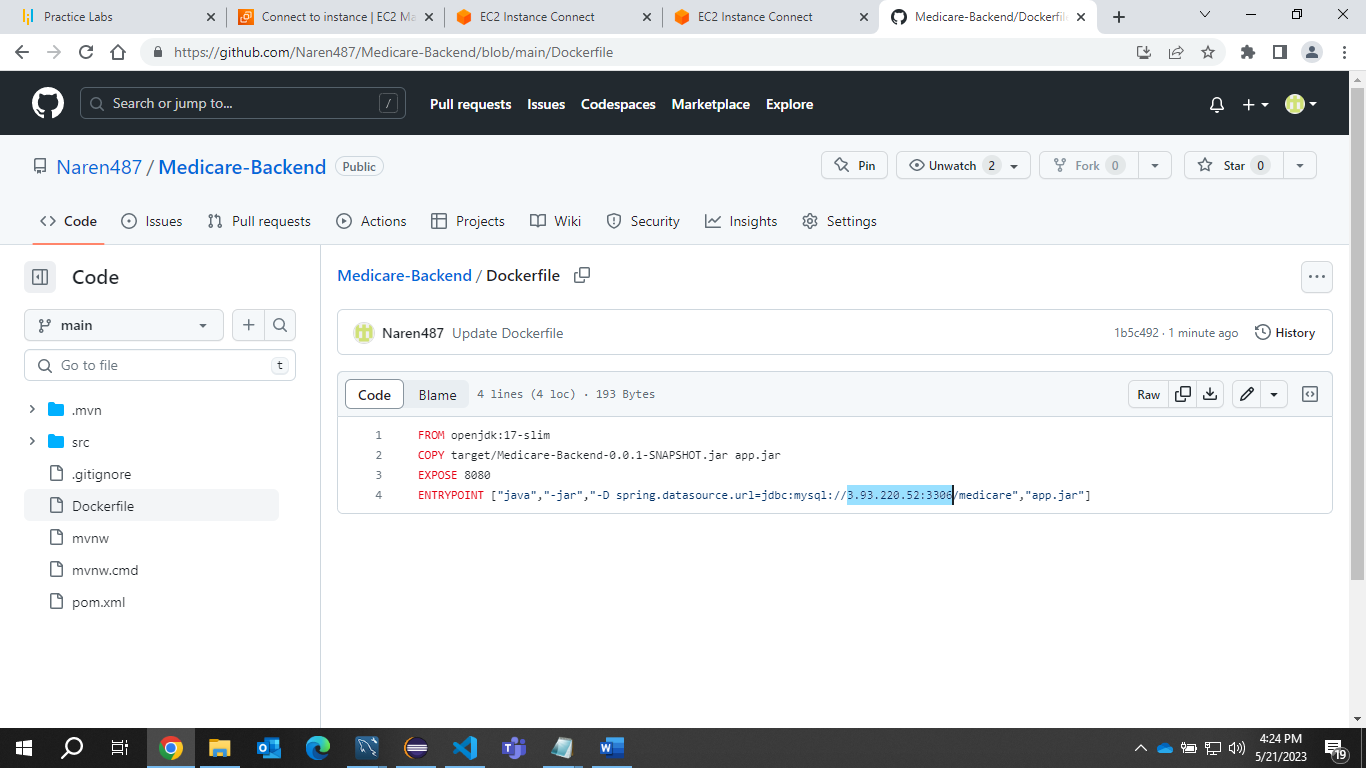 Practice Labs
Connect to instance | EC2 Ma
EC2 Instance Connect
EC2 Instance Connect
Medicare-Backend/Dockerfile
https://github.com/Naren487/Medicare-Backend/blob/main/Dockerfile
Search or jump to... /
Pull requests Issues Codespaces Marketplace Explore
Naren487 / Medicare-Backend Public
Pin Unwatch 2 Fork 0 Star 0
Code Issues Pull requests Actions Projects Wiki Security Insights Settings
Code
main
Go to file t
.mvn
src
.gitignore
Dockerfile
mvnw
mvnw.cmd
pom.xml
Medicare-Backend / Dockerfile
Naren487 Update Dockerfile 1b5c492 · 1 minute ago History
Code Blame 4 lines (4 loc) · 193 Bytes Raw
1 FROM openjdk:17-slim
2 COPY target/Medicare-Backend-0.0.1-SNAPSHOT.jar app.jar
3 EXPOSE 8080
4 ENTRYPOINT ["java","-jar","-D spring.datasource.url=jdbc:mysql://3.93.220.52:3306/medicare","app.jar"]
4:24 PM
5/21/2023
19